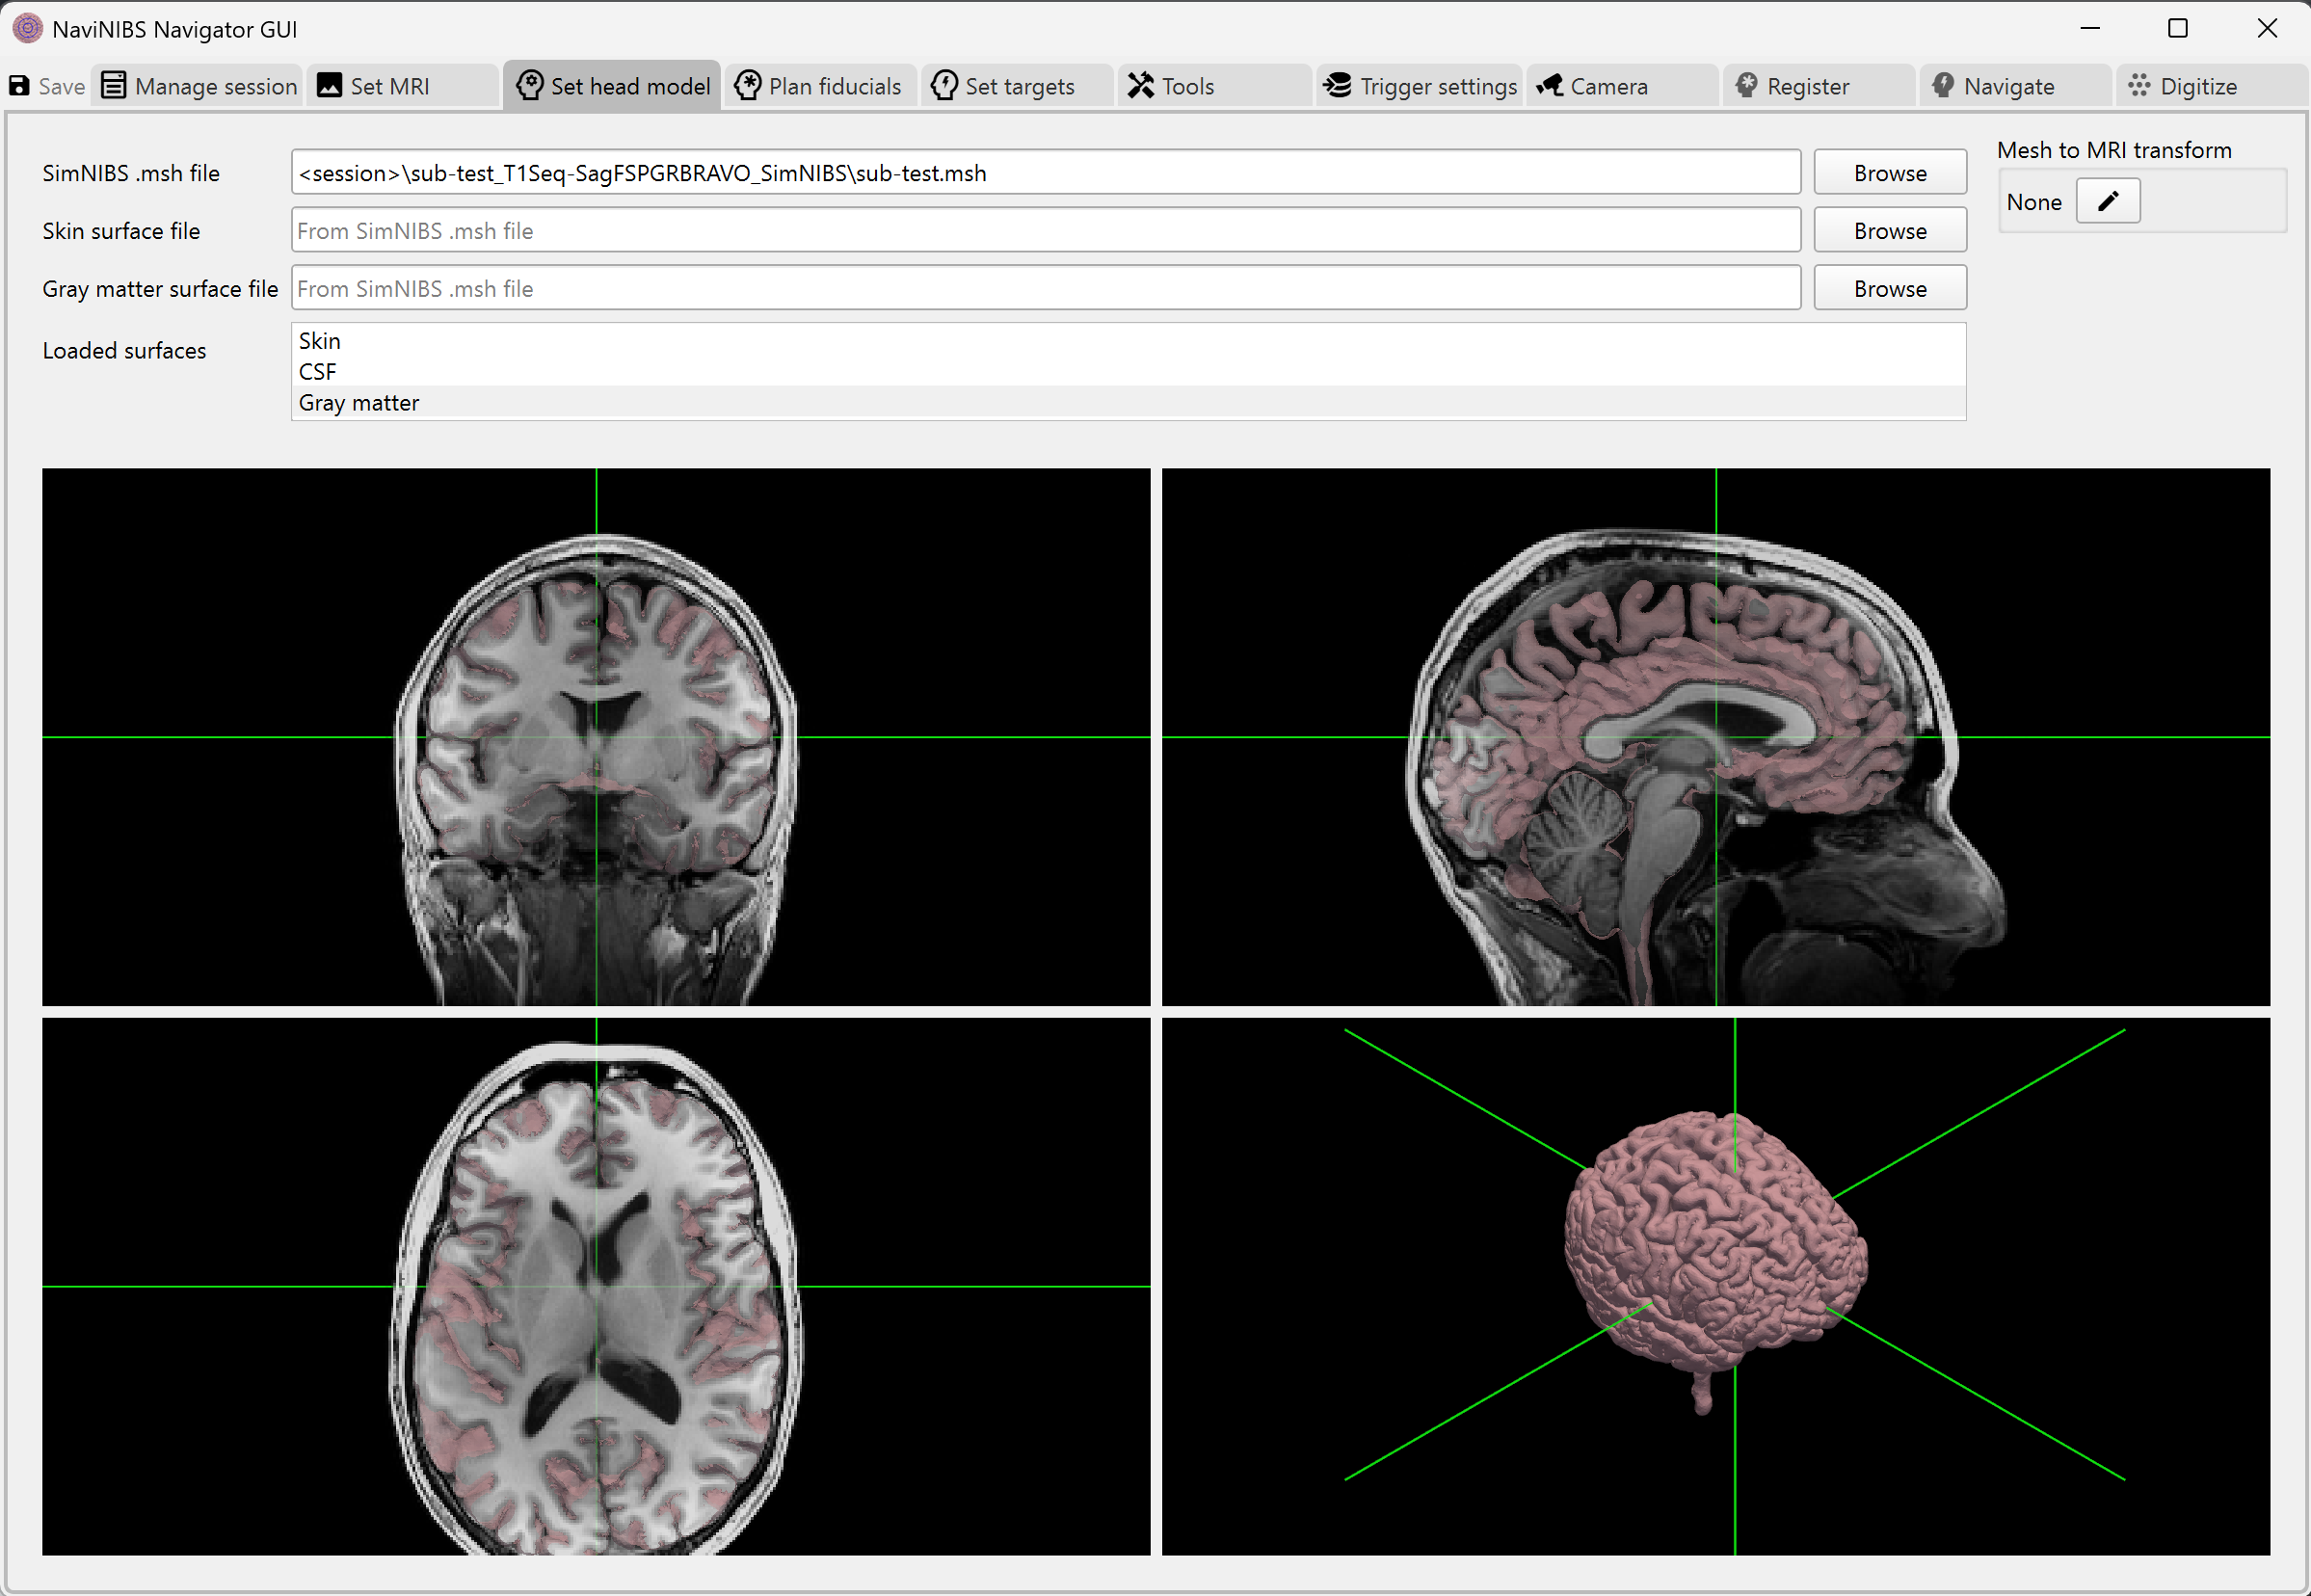 NaviNIBS Navigator GUI
Save Manage session Set MRI Set head model Plan fiducials Set targets Tools Trigger settings Camera Register Navigate Digitize
SimNIBS .msh file <session>\sub-test_T1Seq-SagFSPGRBRAVO_SimNIBS\sub-test.msh Browse
Skin surface file From SimNIBS .msh file Browse
Gray matter surface file From SimNIBS .msh file Browse
Loaded surfaces
Skin
CSF
Gray matter
Mesh to MRI transform
None